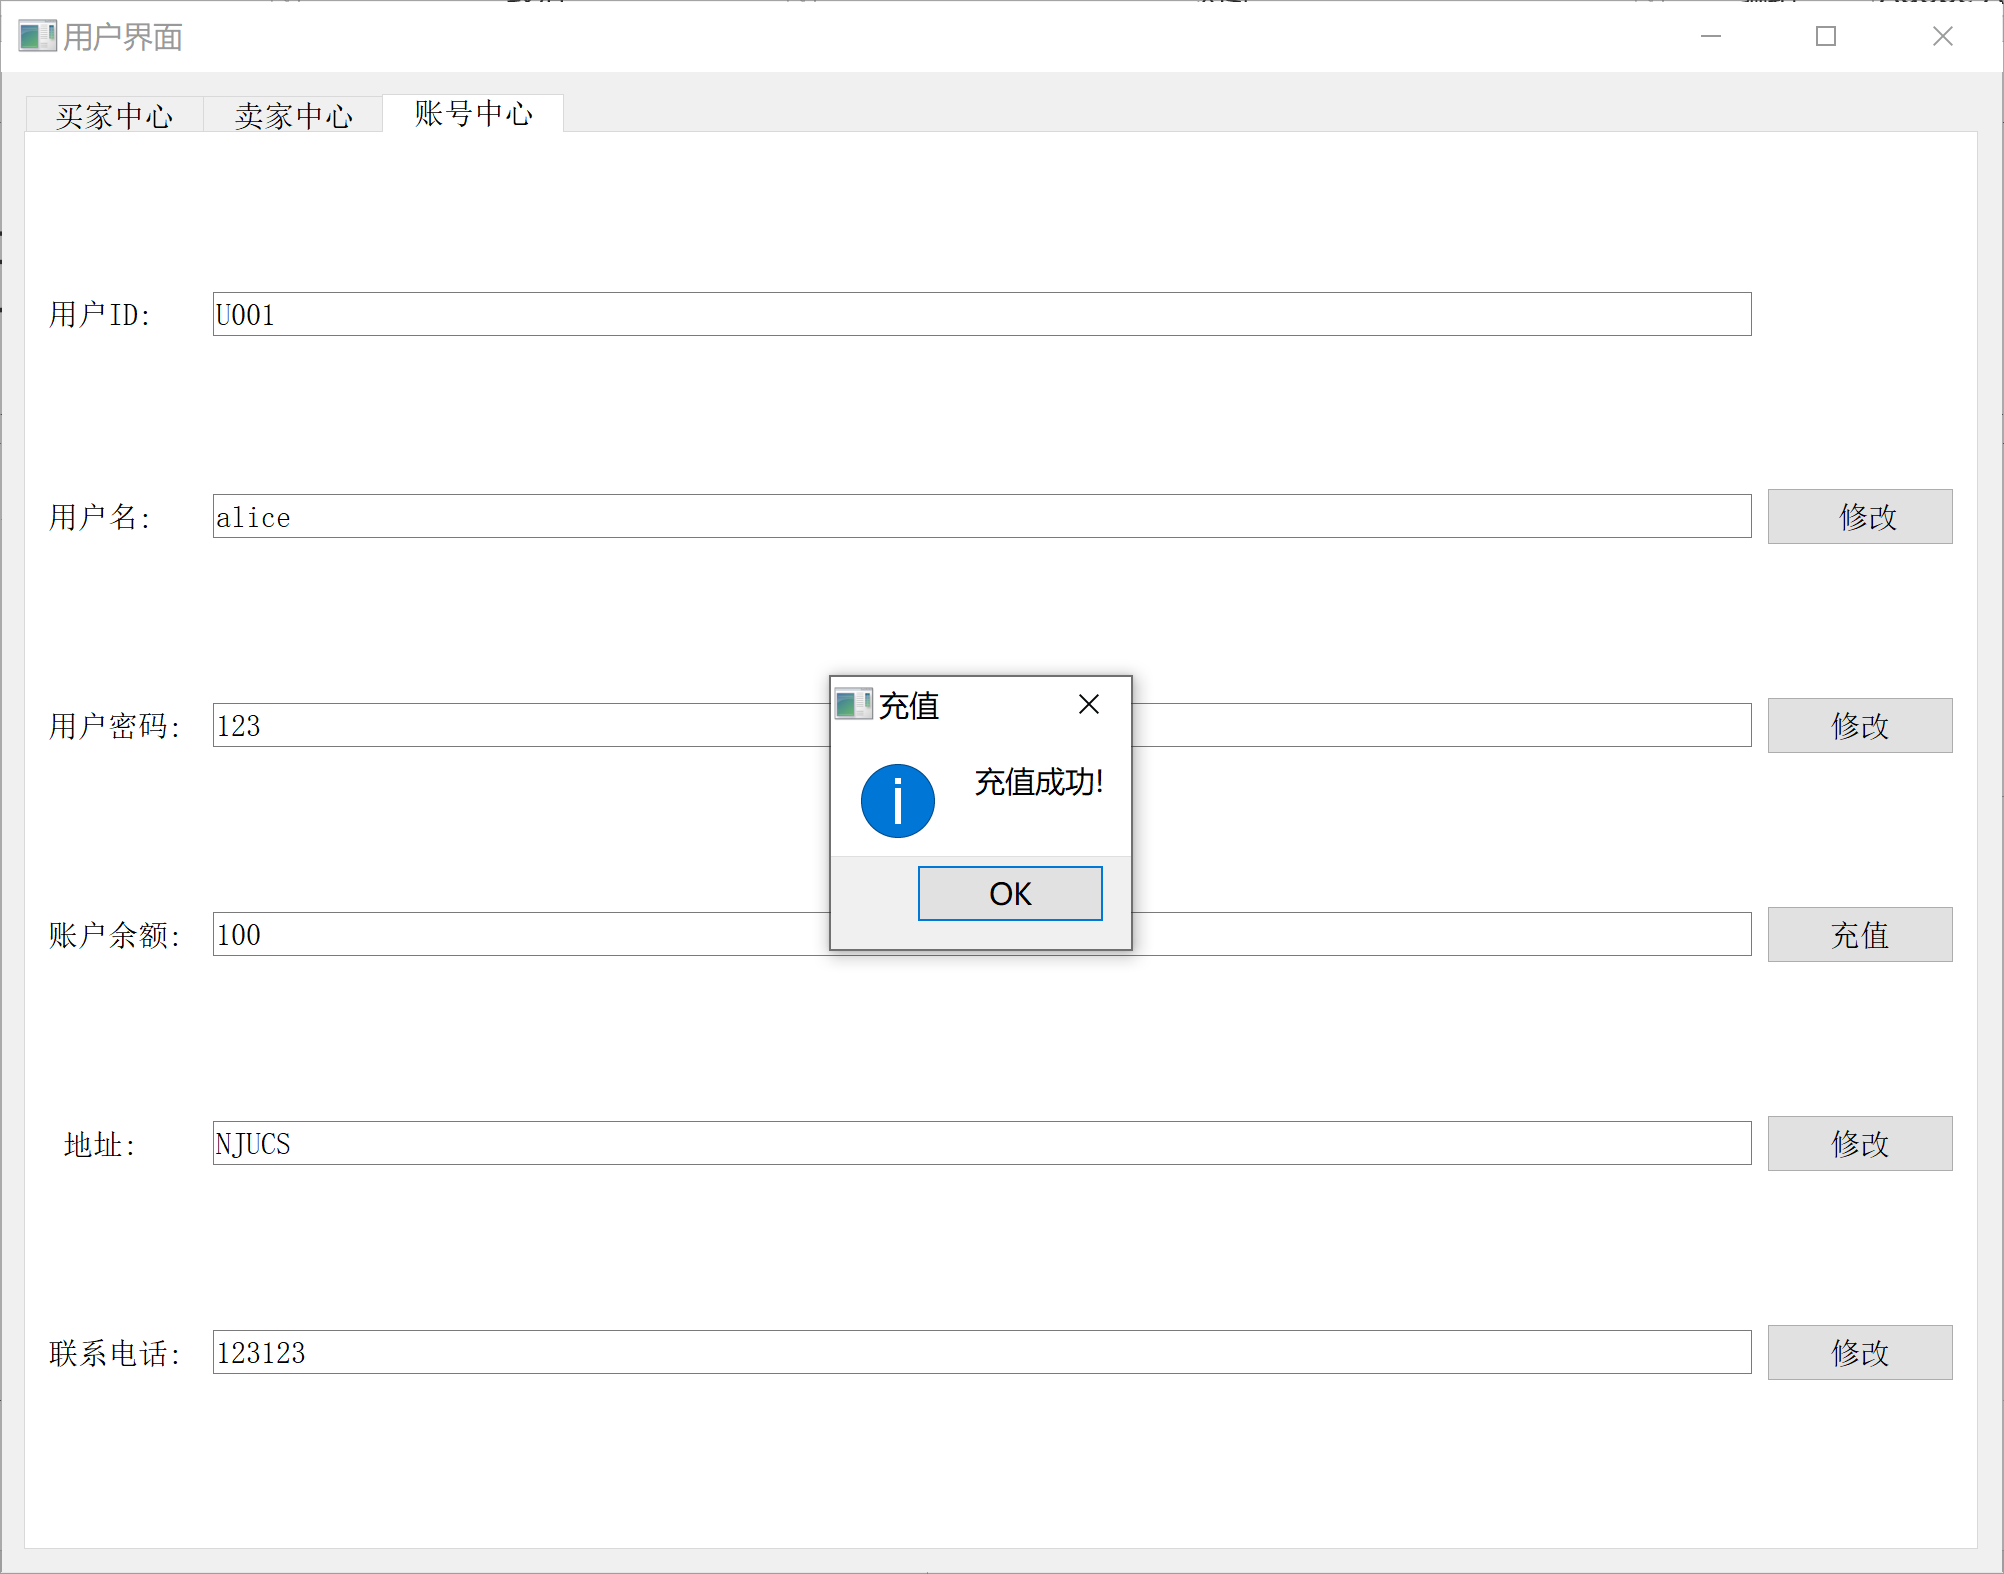 用户界面
买家中心 卖家中心 账号中心
用户ID: U001
用户名: alice 修改
用户密码: 123 修改
充值
充值成功!
OK
账户余额: 100 充值
地址: NJUCS 修改
联系电话: 123123 修改